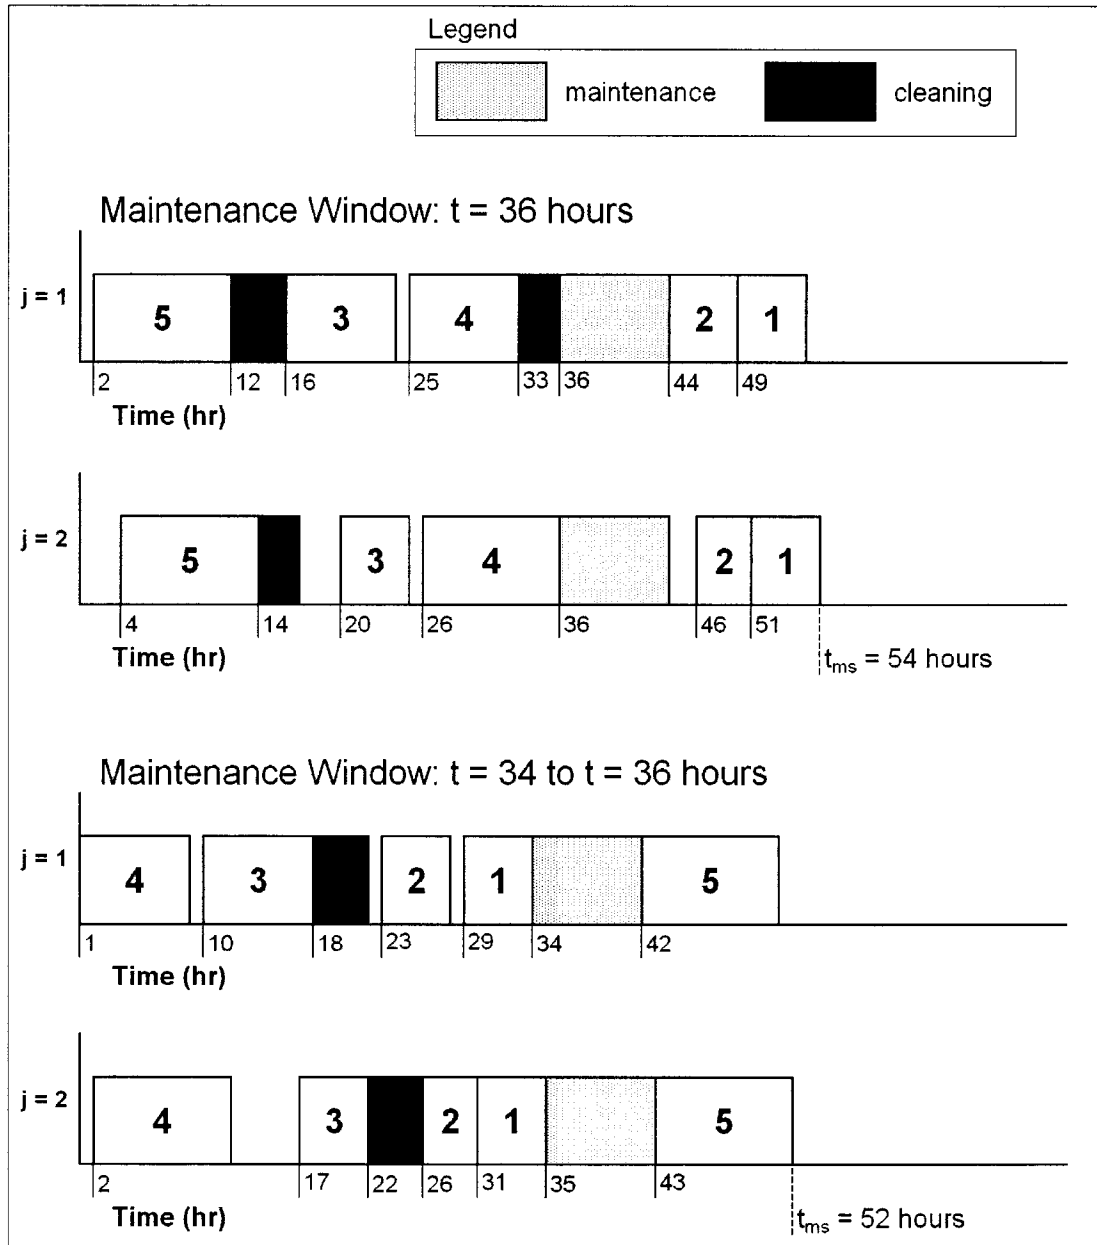 Legend
maintenance cleaning
Maintenance Window: t = 36 hours
j = 1
5 3 4 2 1
2 12 16 25 33 36 44 49
Time (hr)
j = 2
5 3 4 2 1
4 14 20 26 36 46 51
Time (hr)
tms = 54 hours
Maintenance Window: t = 34 to t = 36 hours
j = 1
4 3 2 1 5
1 10 18 23 29 34 42
Time (hr)
j = 2
4 3 2 1 5
2 17 22 26 31 35 43
Time (hr)
tms = 52 hours